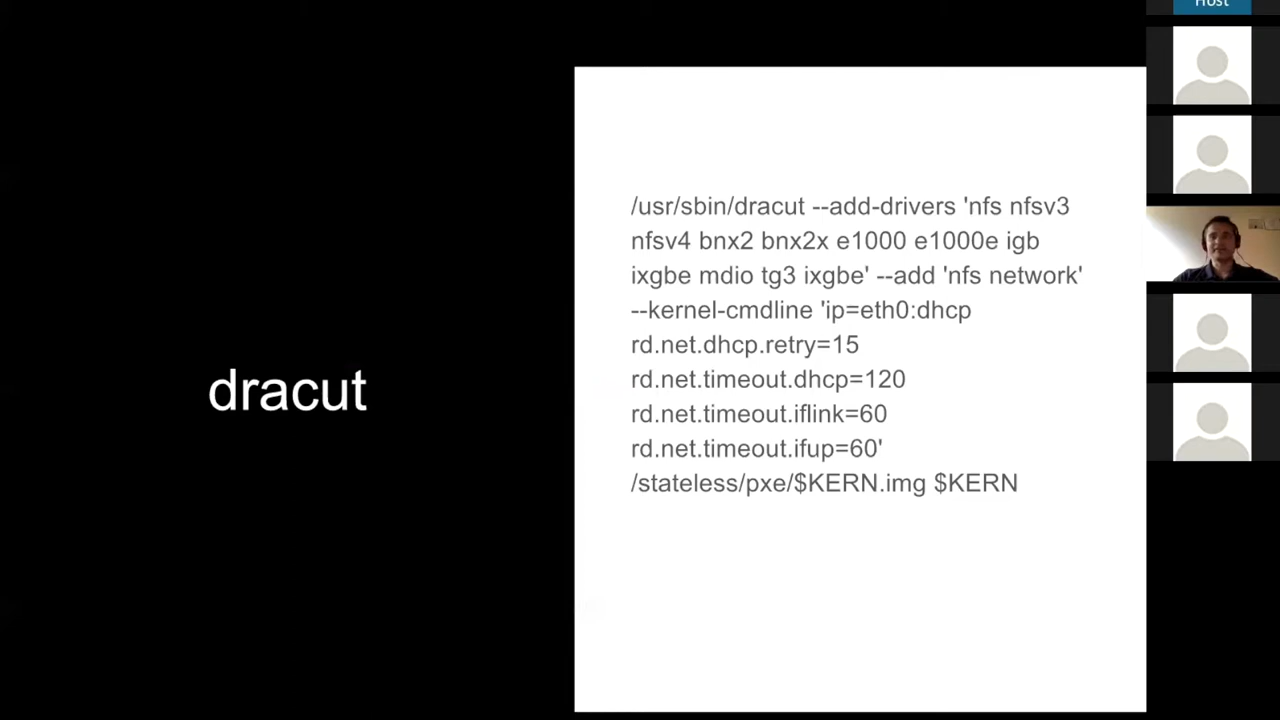 Host
dracut
/usr/sbin/dracut --add-drivers 'nfs nfsv3
nfsv4 bnx2 bnx2x e1000 e1000e igb
ixgbe mdio tg3 ixgbe' --add 'nfs network'
--kernel-cmdline 'ip=eth0:dhcp
rd.net.dhcp.retry=15
rd.net.timeout.dhcp=120
rd.net.timeout.iflink=60
rd.net.timeout.ifup=60'
/stateless/pxe/$KERN.img $KERN